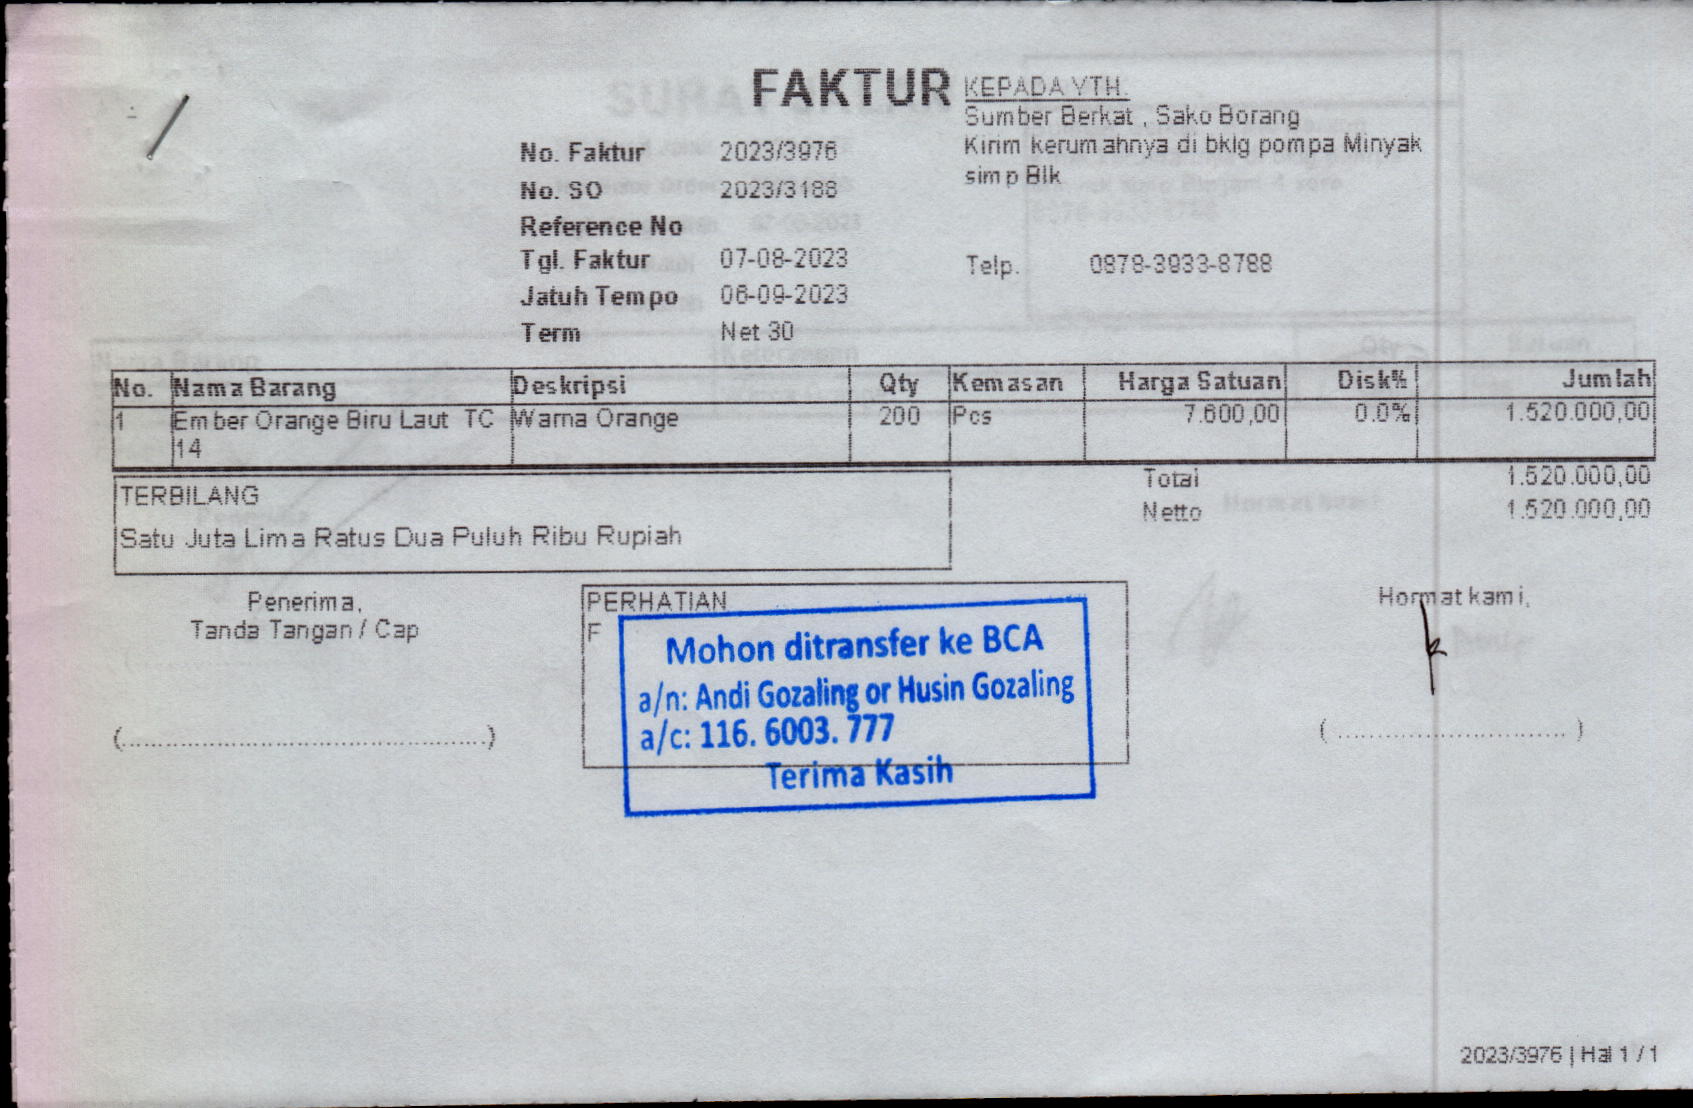 FAKTUR
KEPADA YTH.
Sumber Berkat , Sako Borang
Kirim kerumahnya di bklg pompa Minyak
simp Blk
Telp. 0878-3933-8788
No. Faktur 2023/3976
No. SO 2023/3188
Reference No
Tgl. Faktur 07-08-2023
Jatuh Tempo 06-09-2023
Term Net 30
No. Nama Barang Deskripsi Qty Kemasan Harga Satuan Disk% Jumlah
1 Ember Orange Biru Laut TC Warna Orange 200 Pcs 7.600,00 0.0% 1.520.000,00
14
Total 1.520.000,00
Netto 1.520.000,00
TERBILANG
Satu Juta Lima Ratus Dua Puluh Ribu Rupiah
Penerima,
Tanda Tangan / Cap
(..............................................)
PERHATIAN
F
Mohon ditransfer ke BCA
a/n: Andi Gozaling or Husin Gozaling
a/c: 116. 6003. 777
Terima Kasih
Hormat kami,
( ............................. )
2023/3976 | Hal 1 / 1